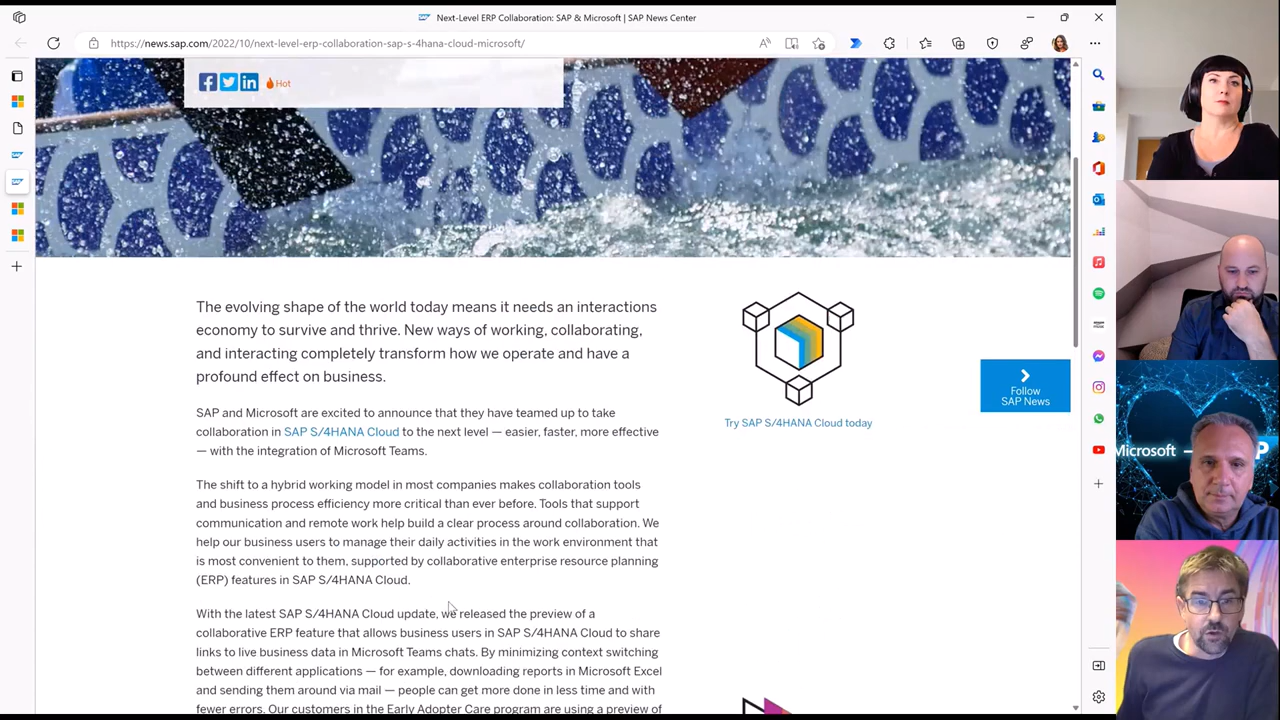 Next-Level ERP Collaboration: SAP & Microsoft | SAP News Center
https://news.sap.com/2022/10/next-level-erp-collaboration-sap-s-4hana-cloud-microsoft/
Hot
The evolving shape of the world today means it needs an interactions
economy to survive and thrive. New ways of working, collaborating,
and interacting completely transform how we operate and have a
profound effect on business.
Try SAP S/4HANA Cloud today
Follow
SAP News
SAP and Microsoft are excited to announce that they have teamed up to take
collaboration in SAP S/4HANA Cloud to the next level — easier, faster, more effective
— with the integration of Microsoft Teams.
The shift to a hybrid working model in most companies makes collaboration tools
and business process efficiency more critical than ever before. Tools that support
communication and remote work help build a clear process around collaboration. We
help our business users to manage their daily activities in the work environment that
is most convenient to them, supported by collaborative enterprise resource planning
(ERP) features in SAP S/4HANA Cloud.
With the latest SAP S/4HANA Cloud update, we released the preview of a
collaborative ERP feature that allows business users in SAP S/4HANA Cloud to share
links to live business data in Microsoft Teams chats. By minimizing context switching
between different applications — for example, downloading reports in Microsoft Excel
and sending them around via mail — people can get more done in less time and with
fewer errors. Our customers in the Early Adopter Care program are using a preview of
Microsoft
P